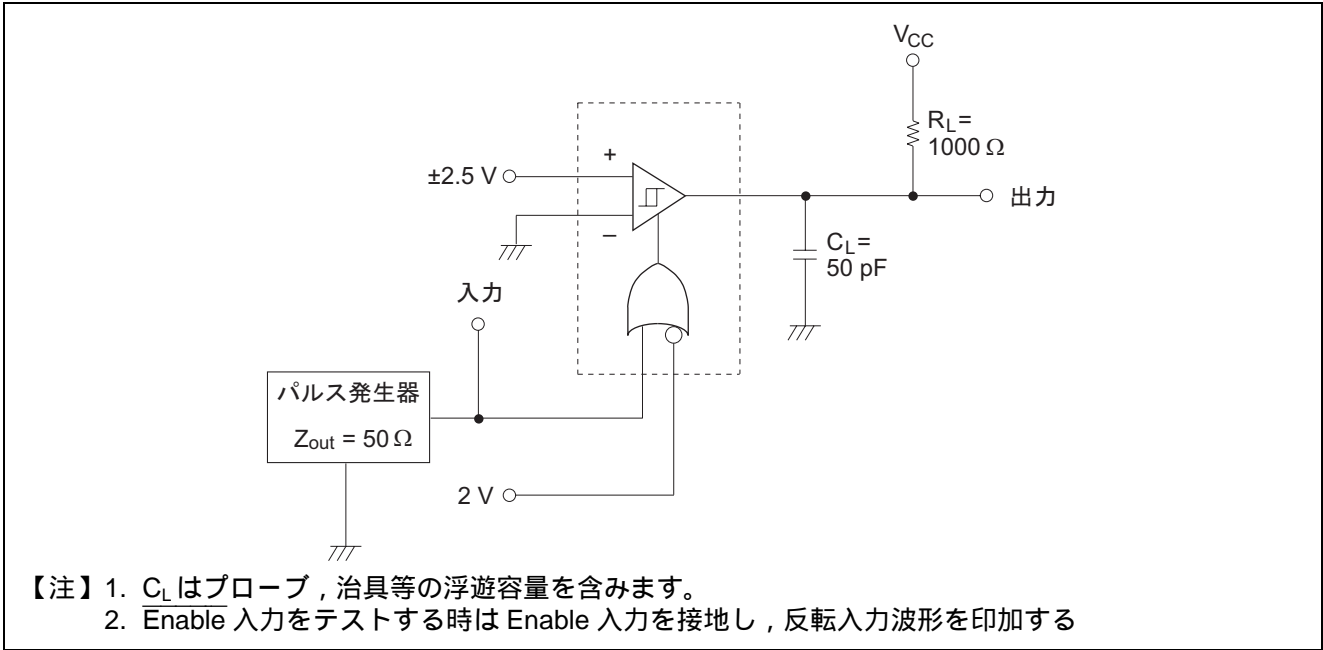 V_CC
R_L=
1000 Ω
+
±2.5 V
出力
−
C_L=
50 pF
入力
パルス発生器
Z_out = 50 Ω
2 V
【注】1. C_L はプローブ，治具等の浮遊容量を含みます。
2. E̅n̅a̅b̅l̅e̅ 入力をテストする時は Enable 入力を接地し，反転入力波形を印加する